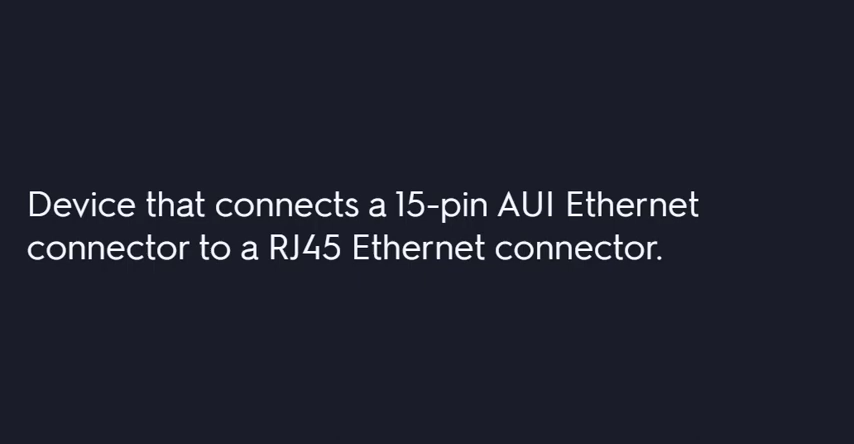 Device that connects a 15-pin AUI Ethernet
connector to a RJ45 Ethernet connector.